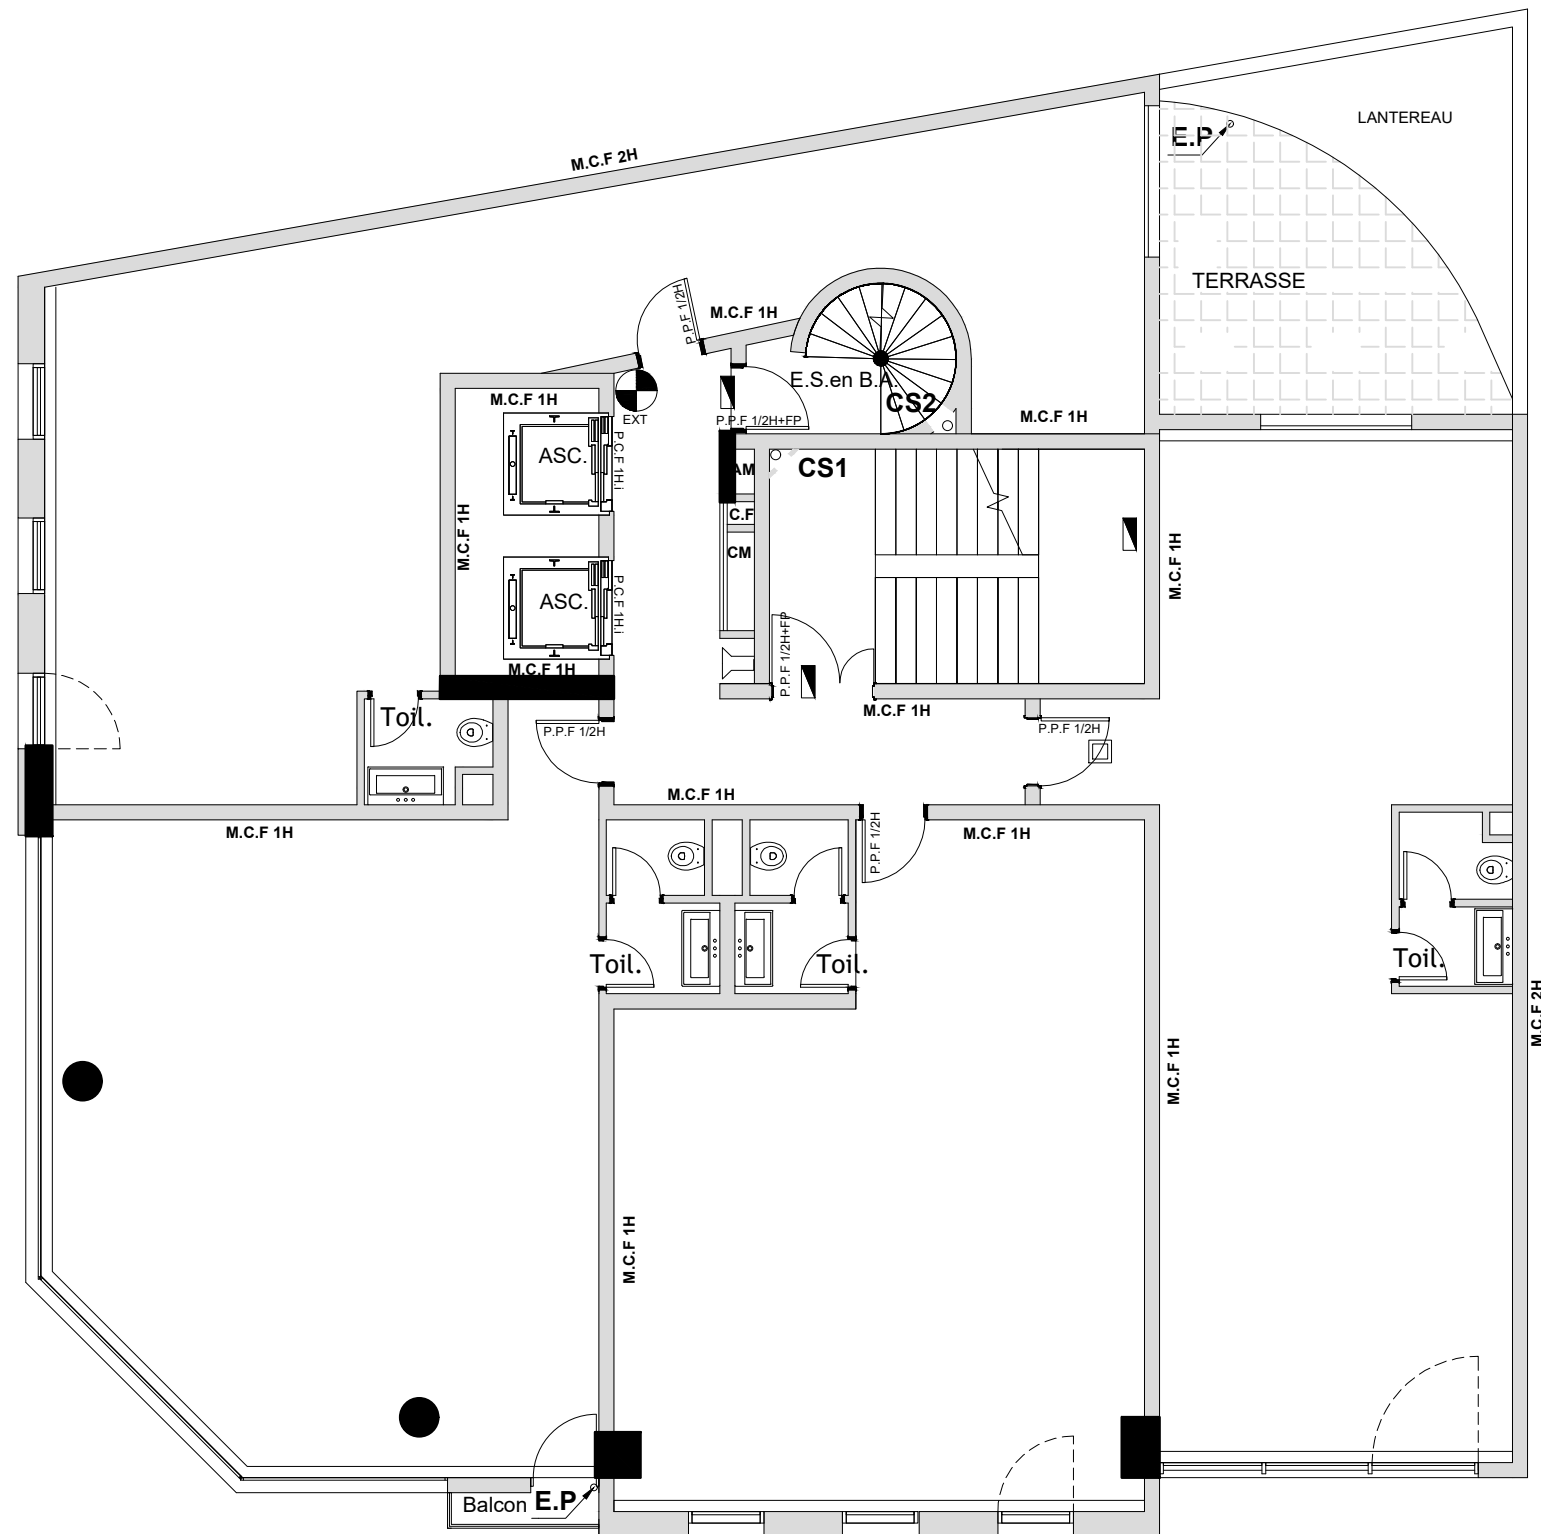 LANTEREAU
E.P
M.C.F 2H
TERRASSE
P.P.F 1/2H
M.C.F 1H
E.S.en B.A.
CS2
M.C.F 1H
EXT
P.P.F 1/2H+FP
M.C.F 1H
ASC.
P.C.F 1H.i
AM
CS1
C.F
CM
M.C.F 1H
M.C.F 1H
ASC.
P.C.F 1H.i
M.C.F 1H
P.P.F 1/2H+FP
Toil.
M.C.F 1H
P.P.F 1/2H
P.P.F 1/2H
M.C.F 1H
M.C.F 1H
M.C.F 1H
P.P.F 1/2H
Toil.
Toil.
Toil.
M.C.F 2H
M.C.F 1H
M.C.F 1H
Balcon
E.P